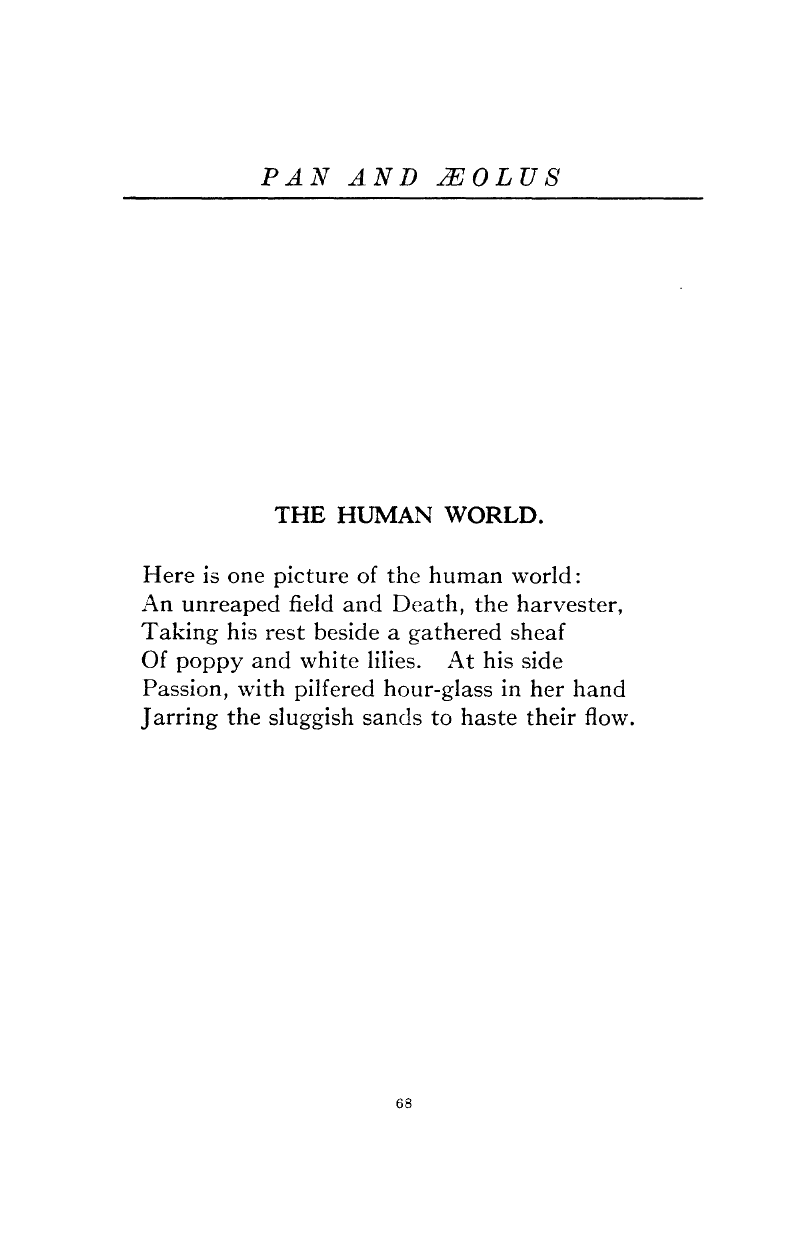 PAN AND ÆOLUS
THE HUMAN WORLD.
Here is one picture of the human world:
An unreaped field and Death, the harvester,
Taking his rest beside a gathered sheaf
Of poppy and white lilies. At his side
Passion, with pilfered hour-glass in her hand
Jarring the sluggish sands to haste their flow.
68